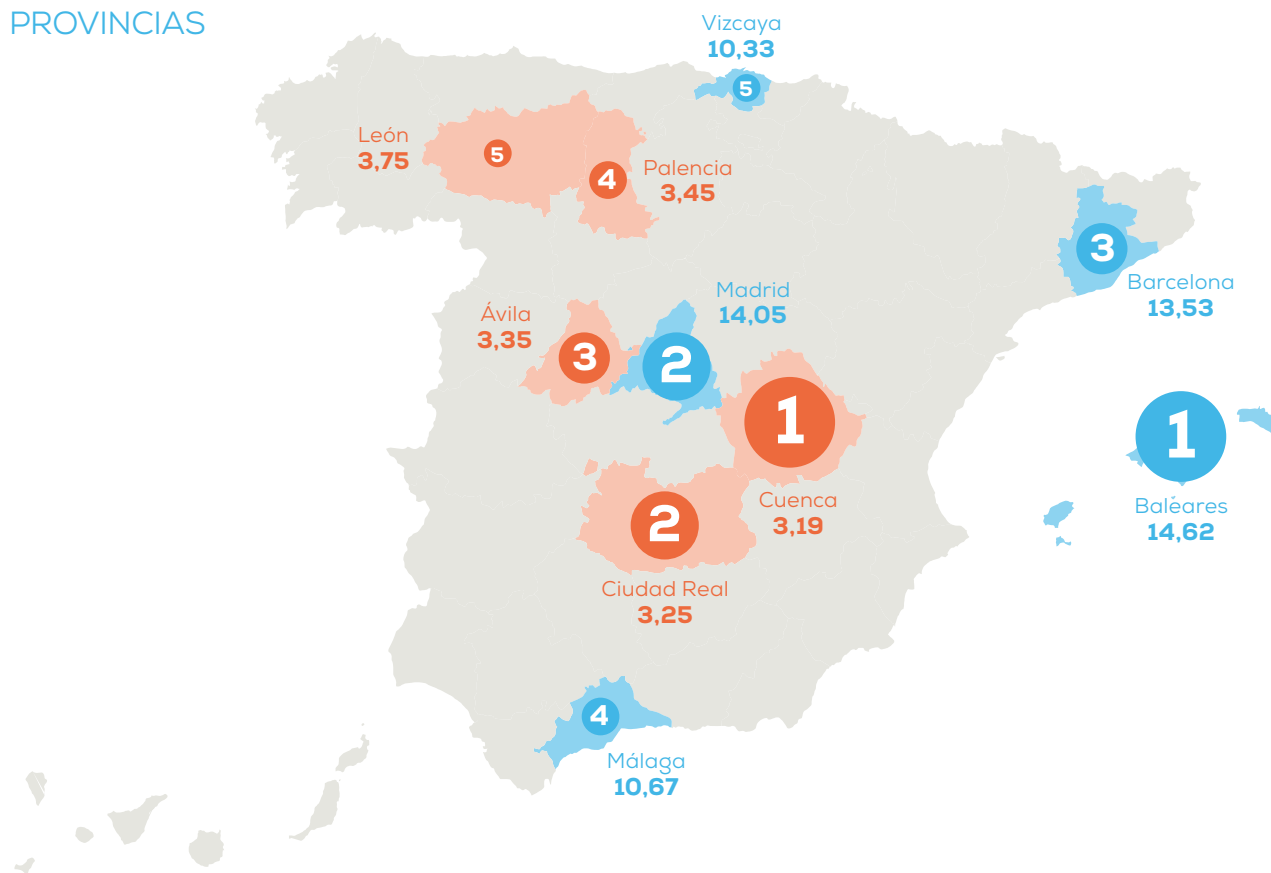 PROVINCIAS
Vizcaya
10,33
5
León
3,75
5
4
Palencia
3,45
3
Barcelona
13,53
Madrid
14,05
2
Ávila
3,35
3
1
Cuenca
3,19
1
Baleares
14,62
2
Ciudad Real
3,25
4
Málaga
10,67